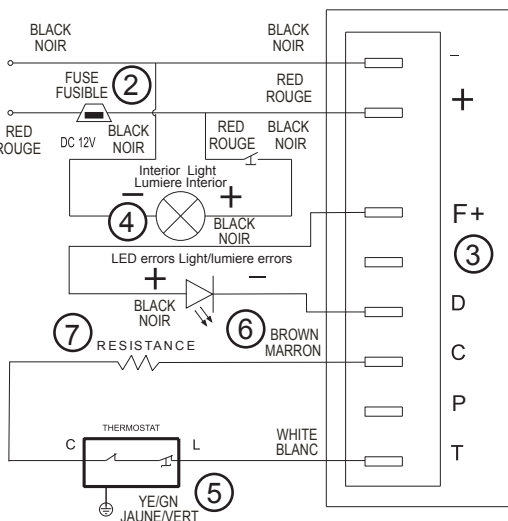 BLACK
NOIR
BLACK
NOIR
-
FUSE
FUSIBLE
2
RED
ROUGE
+
RED
ROUGE
DC 12V
BLACK
NOIR
RED
ROUGE
BLACK
NOIR
Interior Light
Lumiere Interior
-
+
4
BLACK
NOIR
F+
3
LED errors Light/lumiere errors
+
-
BLACK
NOIR
6
D
7
RESISTANCE
BROWN
MARRON
C
P
THERMOSTAT
C
L
WHITE
BLANC
T
YE/GN
JAUNE/VERT
5